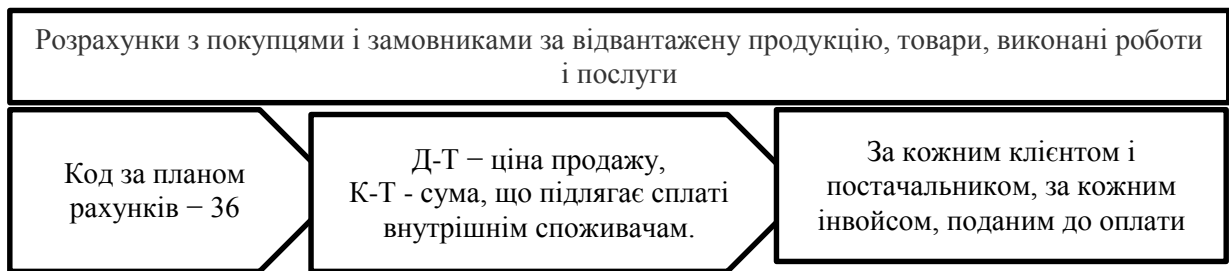 Розрахунки з покупцями і замовниками за відвантажену продукцію, товари, виконані роботи
і послуги
Код за планом
рахунків − 36
Д-Т − ціна продажу,
К-Т - сума, що підлягає сплаті
внутрішнім споживачам.
За кожним клієнтом і
постачальником, за кожним
інвойсом, поданим до оплати